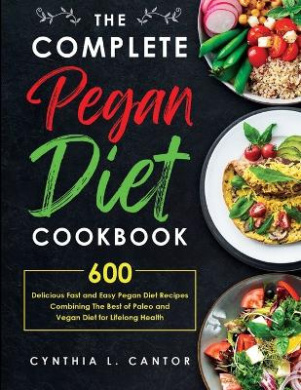 THE
COMPLETE
Pegan
Diet
COOKBOOK
600
Delicious Fast and Easy Pegan Diet Recipes
Combining The Best of Paleo and
Vegan Diet for Lifelong Health
CYNTHIA L. CANTOR